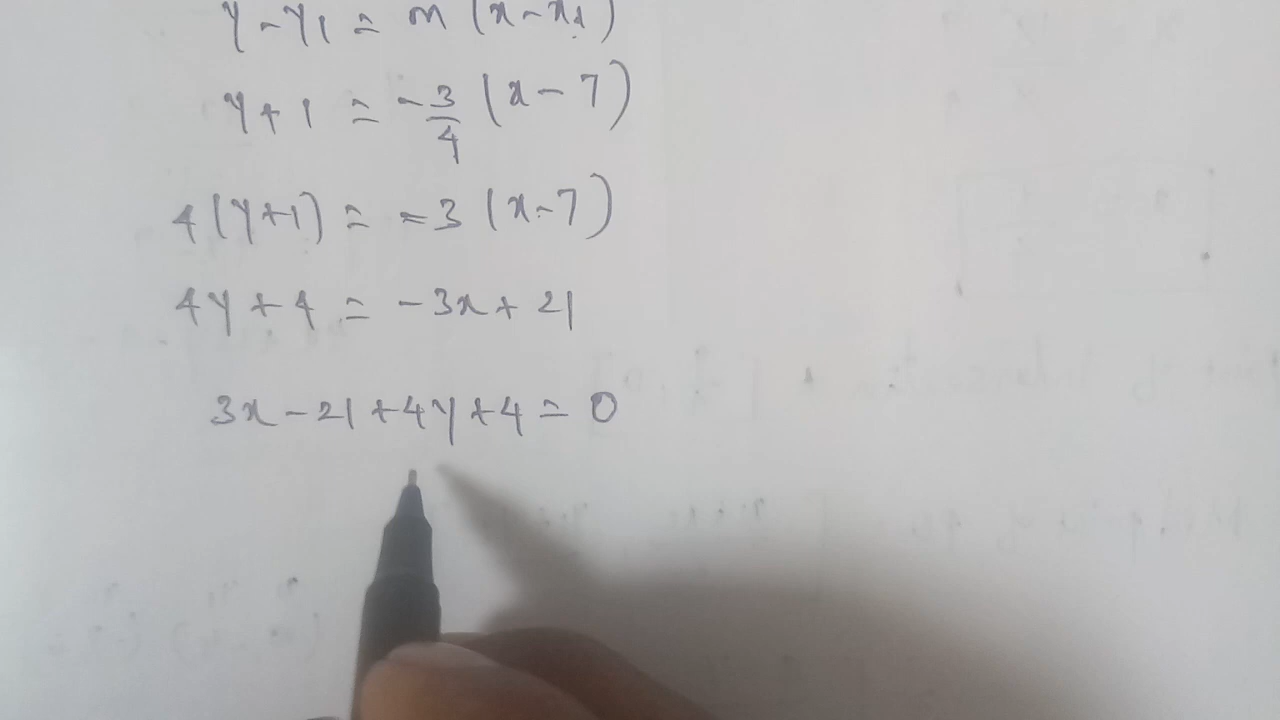 y - y1 = m (x - x1)
y + 1 = -3/4 (x - 7)
4(y+1) = -3 (x-7)
4y + 4 = -3x + 21
3x - 21 + 4y + 4 = 0